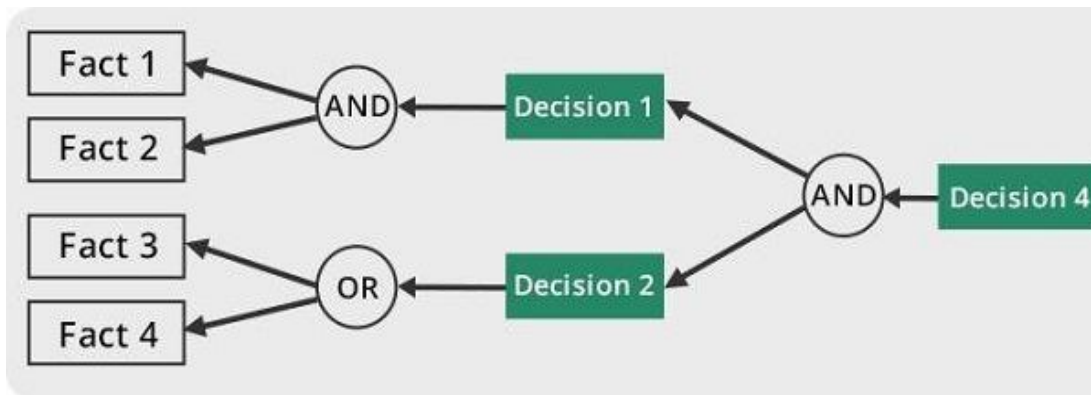 Fact 1
Fact 2
AND
Decision 1
AND
Decision 4
Fact 3
Fact 4
OR
Decision 2